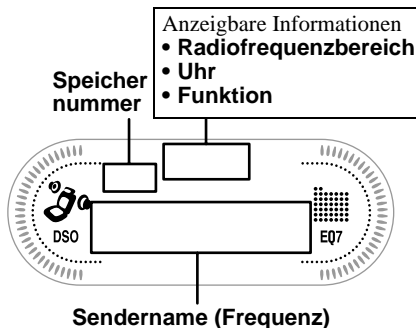 Anzeigbare Informationen
• Radiofrequenzbereich
• Uhr
• Funktion
Speicher
nummer
DSO
EQ7
Sendername (Frequenz)